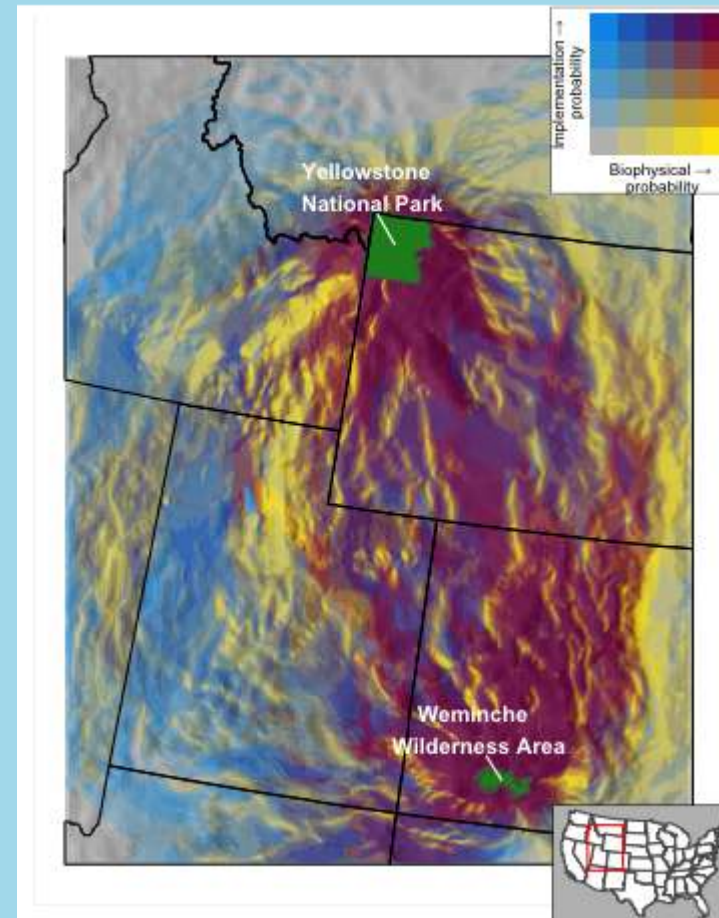 Implementation →
probability
Biophysical →
probability
Yellowstone
National Park
Weminche
Wilderness Area